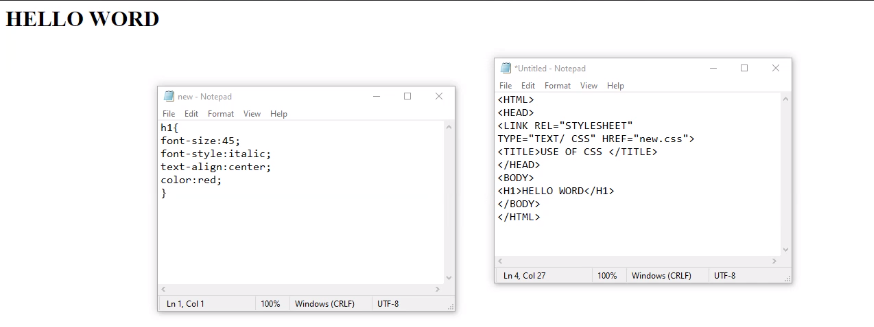 HELLO WORD
new - Notepad
File Edit Format View Help
h1{
font-size:45;
font-style:italic;
text-align:center;
color:red;
}
Ln 1, Col 1 100% Windows (CRLF) UTF-8
*Untitled - Notepad
File Edit Format View Help
<HTML>
<HEAD>
<LINK REL="STYLESHEET"
TYPE="TEXT/ CSS" HREF="new.css">
<TITLE>USE OF CSS </TITLE>
</HEAD>
<BODY>
<H1>HELLO WORD</H1>
</BODY>
</HTML>
Ln 4, Col 27 100% Windows (CRLF) UTF-8